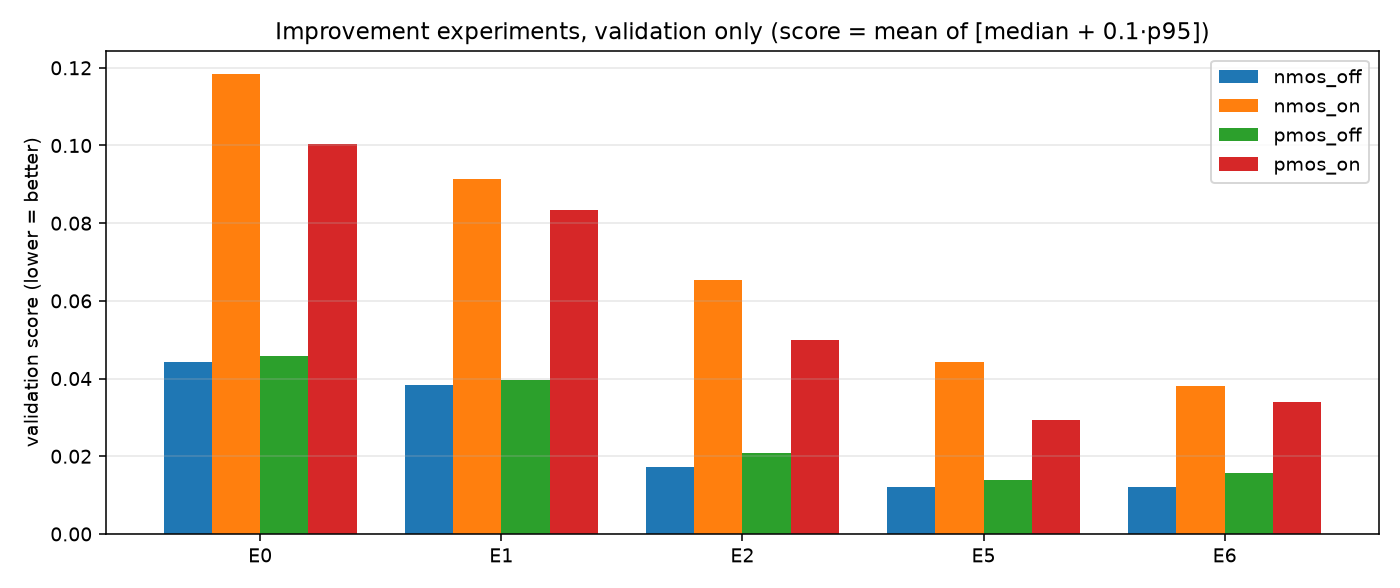 Improvement experiments, validation only (score = mean of [median + 0.1·p95])
validation score (lower = better)
0.12
0.10
0.08
0.06
0.04
0.02
0.00
nmos_off
nmos_on
pmos_off
pmos_on
E0
E1
E2
E5
E6